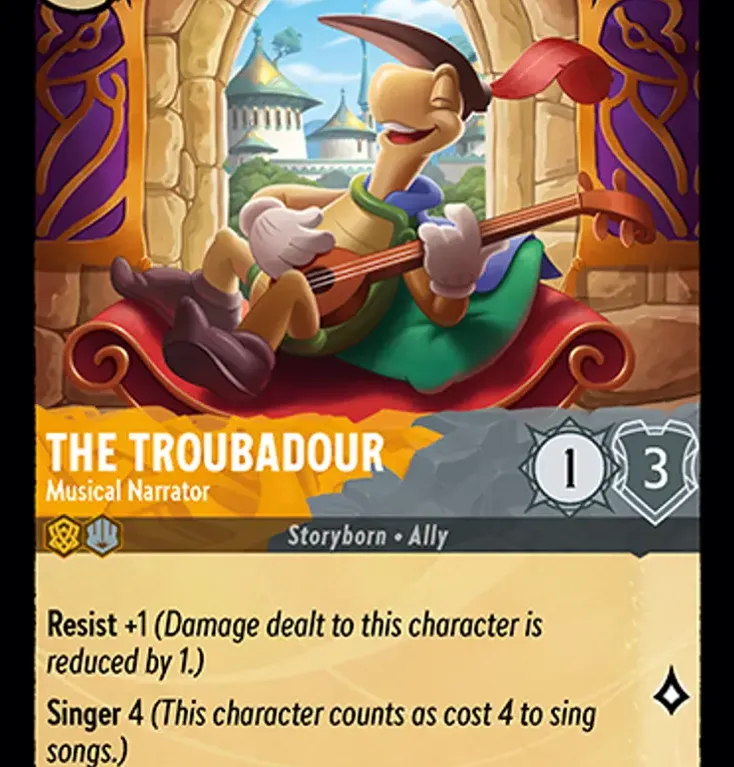 THE TROUBADOUR
Musical Narrator
1
3
Storyborn • Ally
Resist +1 (Damage dealt to this character is
reduced by 1.)
Singer 4 (This character counts as cost 4 to sing
songs.)